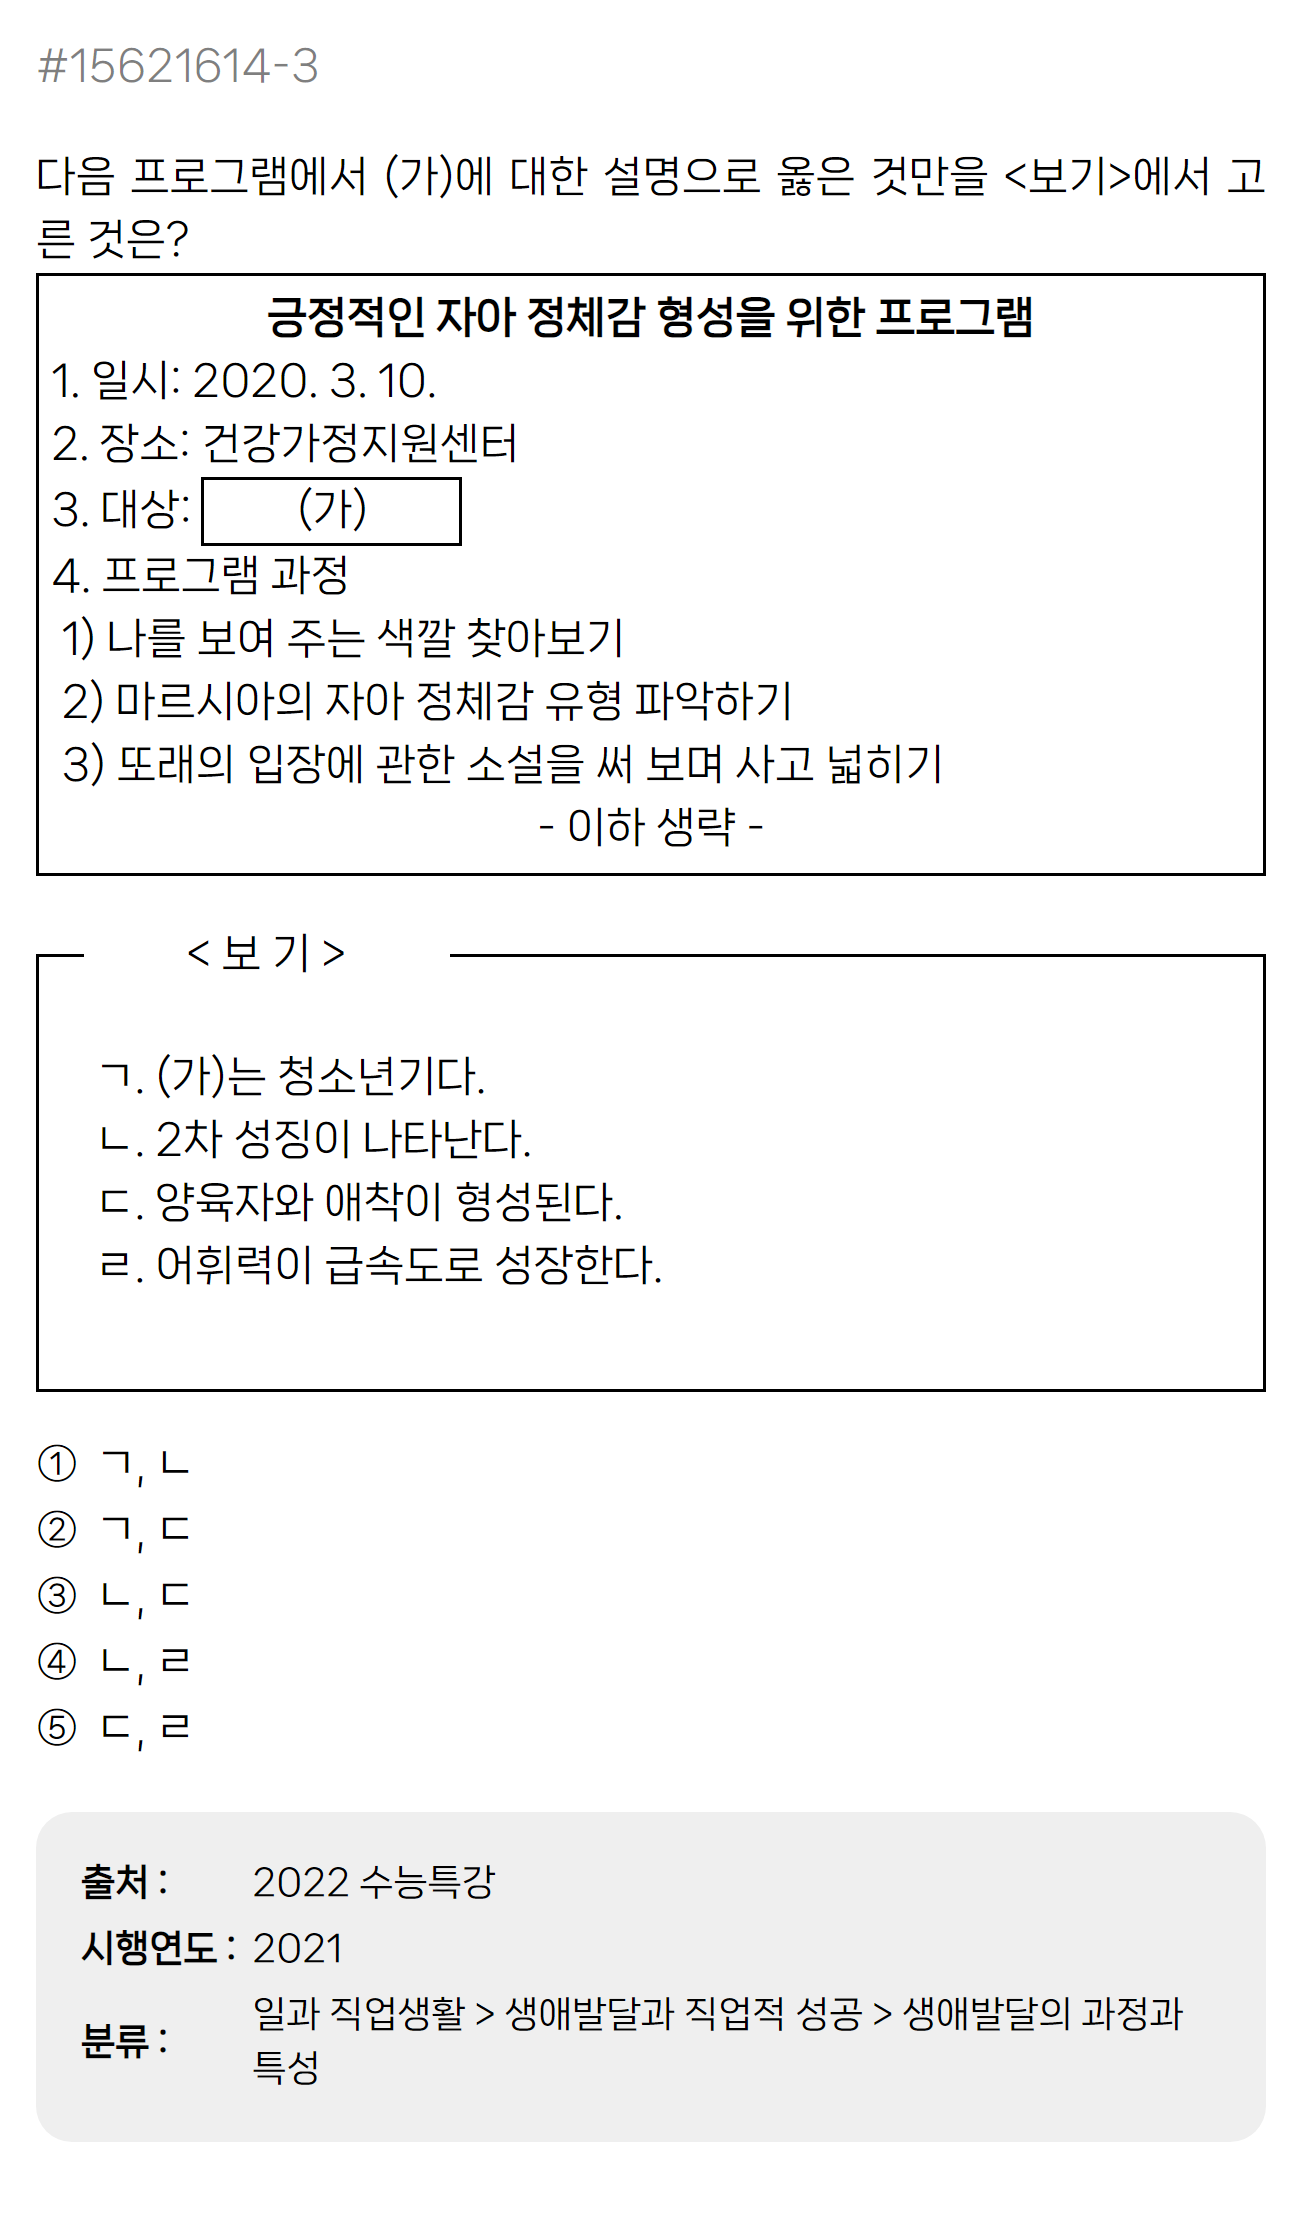 #15621614-3
다음 프로그램에서 (가)에 대한 설명으로 옳은 것만을 <보기>에서 고
른 것은?
긍정적인 자아 정체감 형성을 위한 프로그램
1. 일시: 2020. 3. 10.
2. 장소: 건강가정지원센터
3. 대상: (가)
4. 프로그램 과정
1) 나를 보여 주는 색깔 찾아보기
2) 마르시아의 자아 정체감 유형 파악하기
3) 또래의 입장에 관한 소설을 써 보며 사고 넓히기
- 이하 생략 -
< 보 기 >
ㄱ. (가)는 청소년기다.
ㄴ. 2차 성징이 나타난다.
ㄷ. 양육자와 애착이 형성된다.
ㄹ. 어휘력이 급속도로 성장한다.
① ㄱ, ㄴ
② ㄱ, ㄷ
③ ㄴ, ㄷ
④ ㄴ, ㄹ
⑤ ㄷ, ㄹ
출처 : 2022 수능특강
시행연도 : 2021
분류 : 일과 직업생활 > 생애발달과 직업적 성공 > 생애발달의 과정과
특성